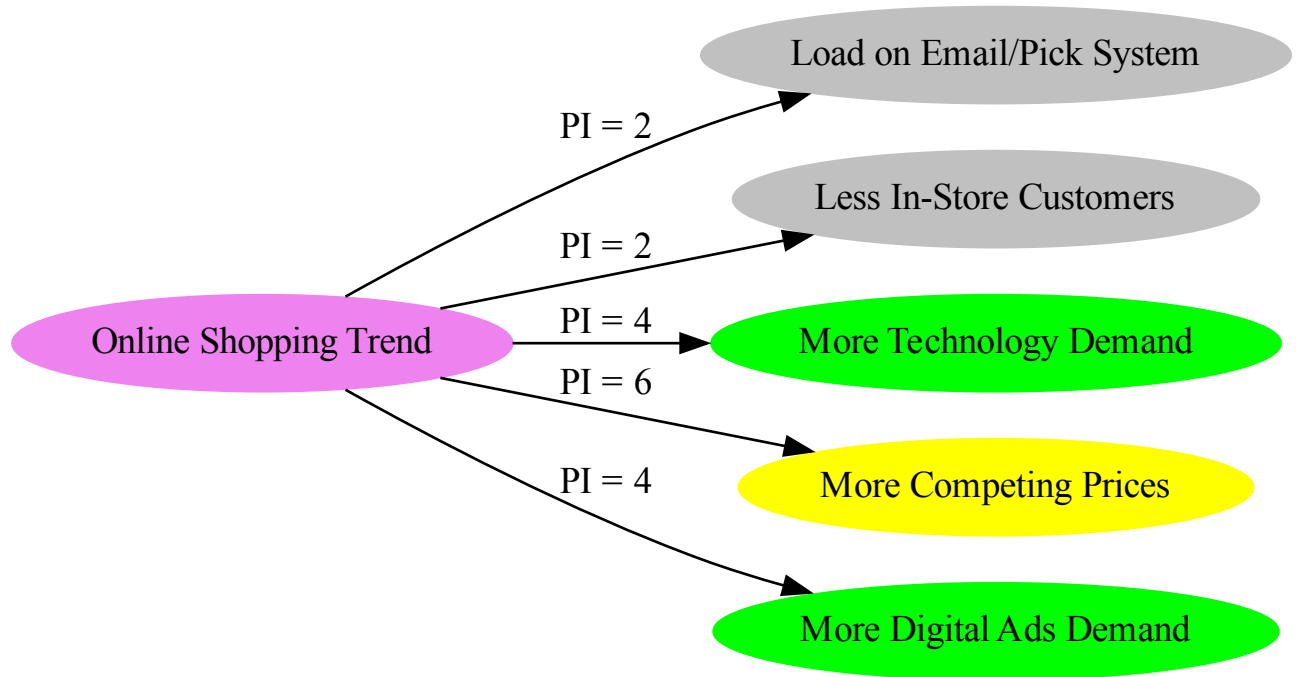 Load on Email/Pick System
PI = 2
Less In-Store Customers
PI = 2
Online Shopping Trend
PI = 4
More Technology Demand
PI = 6
More Competing Prices
PI = 4
More Digital Ads Demand